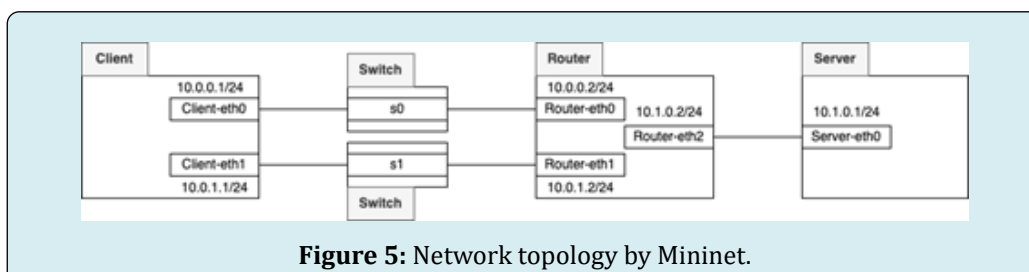 Client
Switch
Router
Server
10.0.0.1/24
10.0.0.2/24
Client-eth0
s0
Router-eth0
10.1.0.2/24
10.1.0.1/24
Router-eth2
Server-eth0
Client-eth1
s1
Router-eth1
10.0.1.1/24
10.0.1.2/24
Switch
Figure 5: Network topology by Mininet.